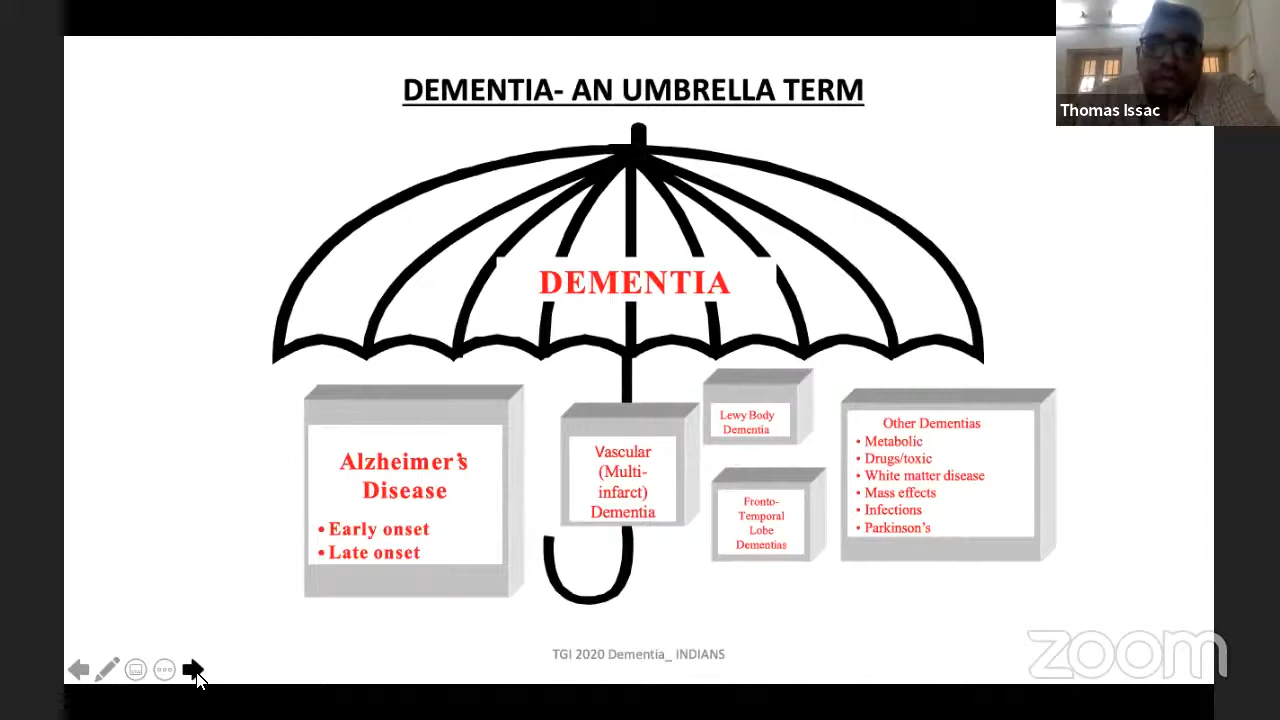 DEMENTIA- AN UMBRELLA TERM
Thomas Issac
DEMENTIA
Alzheimer's
Disease
• Early onset
• Late onset
Vascular
(Multi-
infarct)
Dementia
Lewy Body
Dementia
Fronto-
Temporal
Lobe
Dementias
Other Dementias
• Metabolic
• Drugs/toxic
• White matter disease
• Mass effects
• Infections
• Parkinson's
TGI 2020 Dementia_ INDIANS
zoom